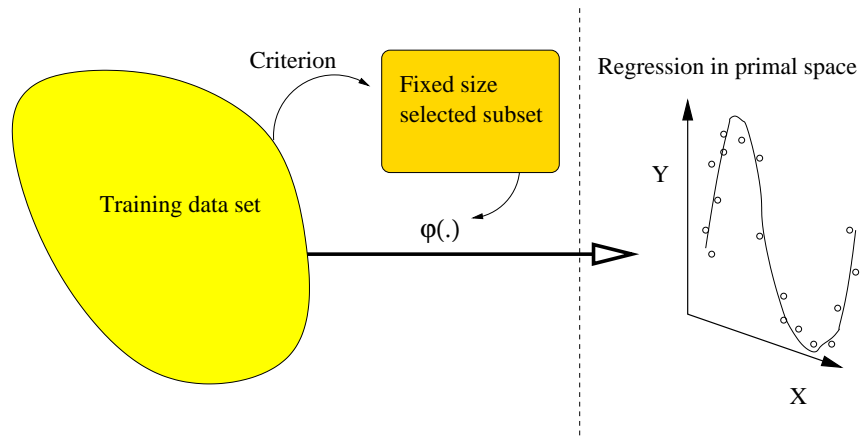 Criterion
Fixed size
selected subset
Training data set
φ(.)
Regression in primal space
Y
X